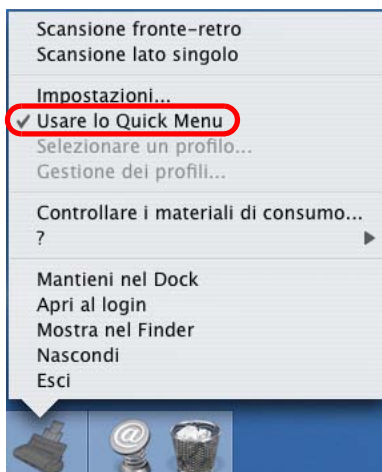 Scansione fronte-retro
Scansione lato singolo
Impostazioni...
✓ Usare lo Quick Menu
Selezionare un profilo...
Gestione dei profili...
Controllare i materiali di consumo...
?
Mantieni nel Dock
Apri al login
Mostra nel Finder
Nascondi
Esci
@